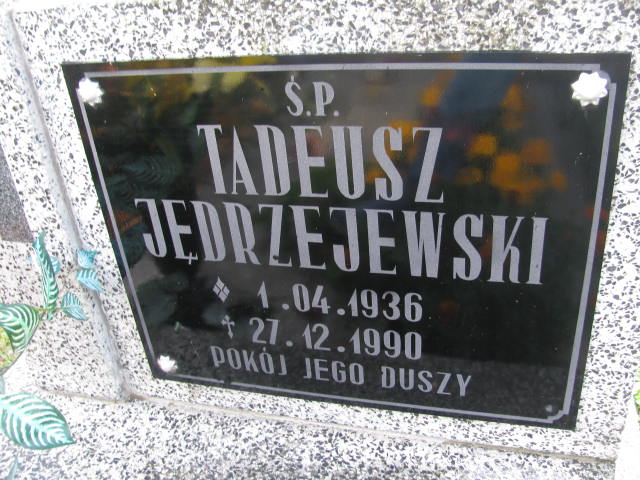 Ś.P.
TADEUSZ
JĘDRZEJEWSKI
1.04.1936
27.12.1990
POKÓJ JEGO DUSZY